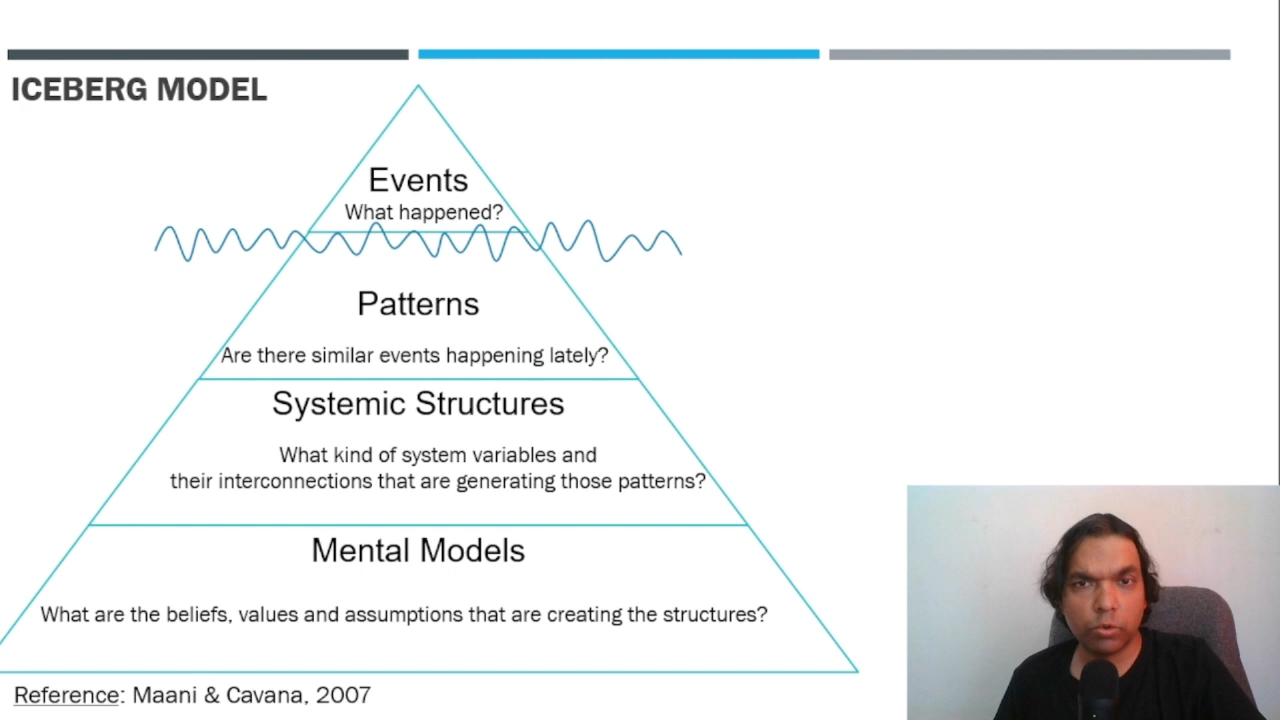 ICEBERG MODEL
Events
What happened?
Patterns
Are there similar events happening lately?
Systemic Structures
What kind of system variables and
their interconnections that are generating those patterns?
Mental Models
What are the beliefs, values and assumptions that are creating the structures?
Reference: Maani & Cavana, 2007